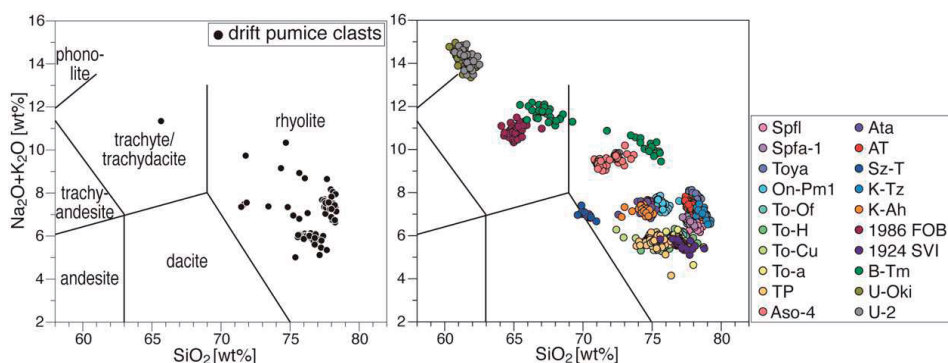 16
14
12
10
8
6
4
2
Na2O+K2O [wt%]
drift pumice clasts
phono-
lite
trachyte/
trachydacite
rhyolite
trachy-
andesite
andesite
dacite
60
65
70
75
80
SiO2 [wt%]
16
14
12
10
8
6
4
2
60
65
70
75
80
SiO2 [wt%]
Spfl
Spfa-1
Toya
On-Pm1
To-Of
To-H
To-Cu
To-a
TP
Aso-4
Ata
AT
Sz-T
K-Tz
K-Ah
1986 FOB
1924 SVI
B-Tm
U-Oki
U-2